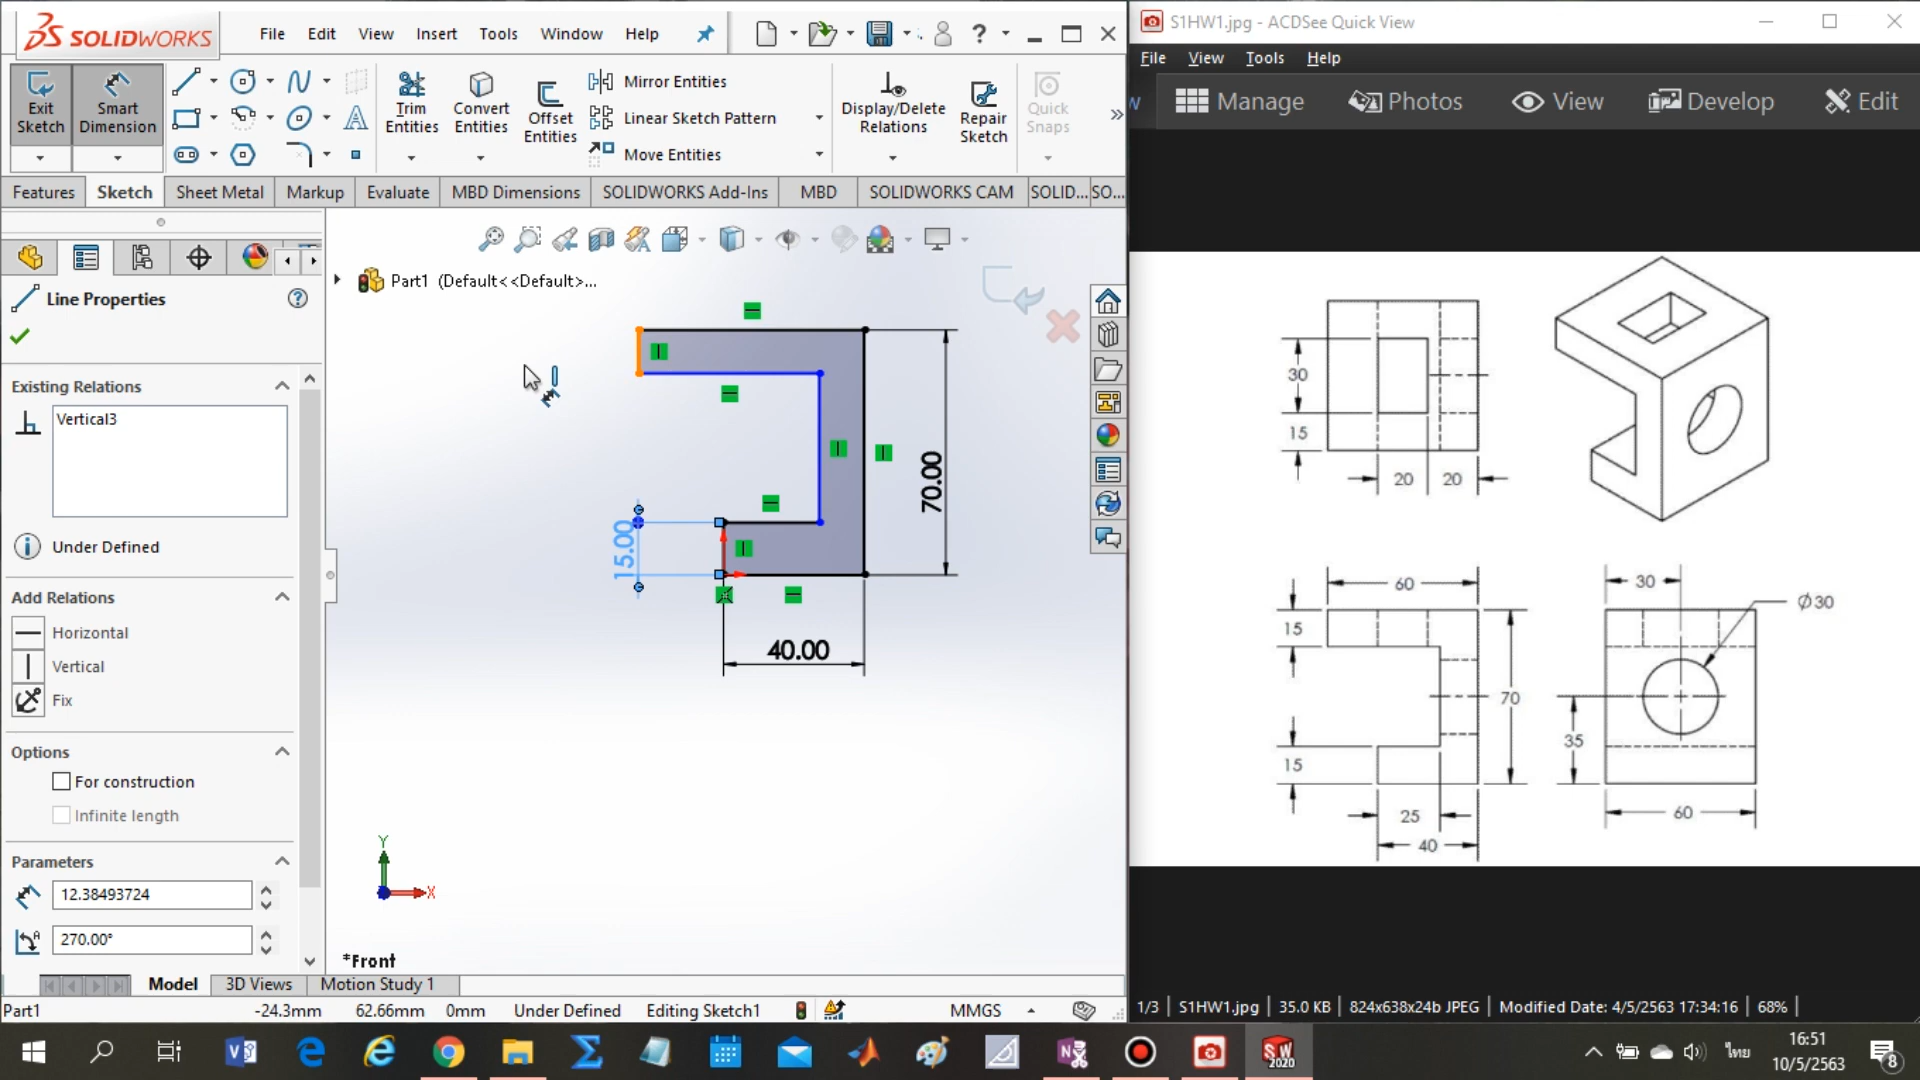 SOLIDWORKS
File Edit View Insert Tools Window Help
Exit Sketch
Smart Dimension
Trim Entities
Convert Entities
Offset Entities
Mirror Entities
Linear Sketch Pattern
Move Entities
Display/Delete Relations
Repair Sketch
Quick Snaps
Features Sketch Sheet Metal Markup Evaluate MBD Dimensions SOLIDWORKS Add-Ins MBD SOLIDWORKS CAM SOLID... SO...
Part1 (Default<<Default>...
Line Properties
Existing Relations
Vertical3
Under Defined
Add Relations
Horizontal
Vertical
Fix
Options
For construction
Infinite length
Parameters
12.38493724
270.00°
70.00
15.00
40.00
Y
X
*Front
Model 3D Views Motion Study 1
Part1 -24.3mm 62.66mm 0mm Under Defined Editing Sketch1 MMGS
S1HW1.jpg - ACDSee Quick View
File View Tools Help
w Manage Photos View Develop Edit
30
15
20 20
60
15
70
15
25
40
30
Ø30
35
60
1/3 S1HW1.jpg 35.0 KB 824x638x24b JPEG Modified Date: 4/5/2563 17:34:16 68%
SW 2020
ไทย
16:51
10/5/2563
8